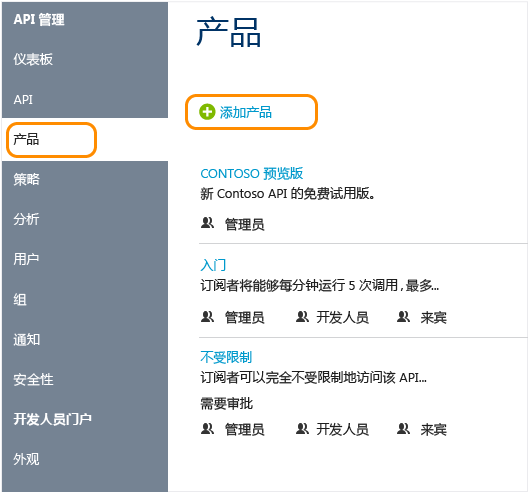 API 管理
仪表板
API
产品
策略
分析
用户
组
通知
安全性
开发人员门户
外观
产品
添加产品
CONTOSO 预览版
新 Contoso API 的免费试用版。
管理员
入门
订阅者将能够每分钟运行 5 次调用，最多...
管理员 开发人员 来宾
不受限制
订阅者可以完全不受限制地访问该 API...
需要审批
管理员 开发人员 来宾